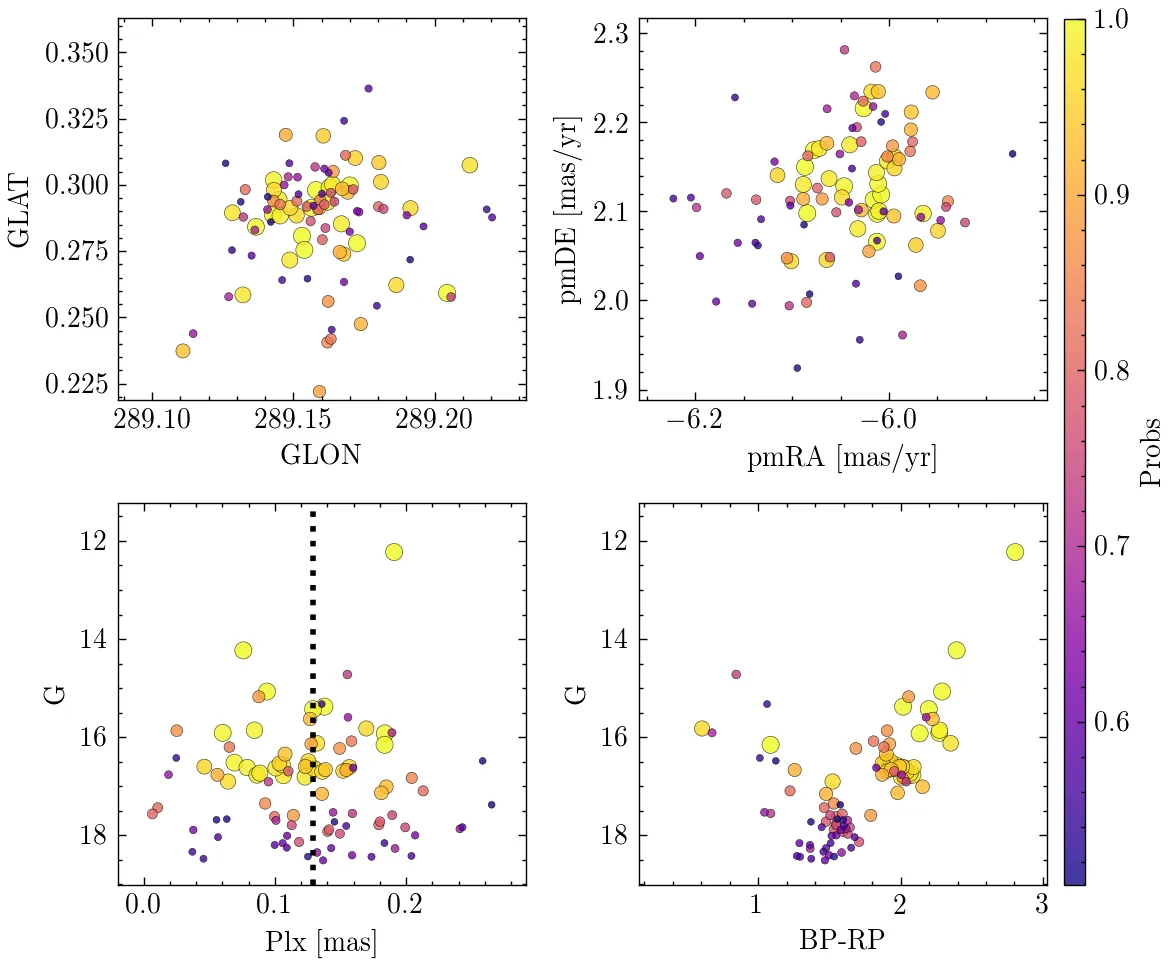 0.350
0.325
0.300
0.275
0.250
0.225
GLAT
289.10 289.15 289.20
GLON
2.3
2.2
2.1
2.0
1.9
pmDE [mas/yr]
−6.2 −6.0
pmRA [mas/yr]
12
14
16
18
G
0.0 0.1 0.2
Plx [mas]
12
14
16
18
G
1 2 3
BP-RP
1.0
0.9
0.8
0.7
0.6
Probs